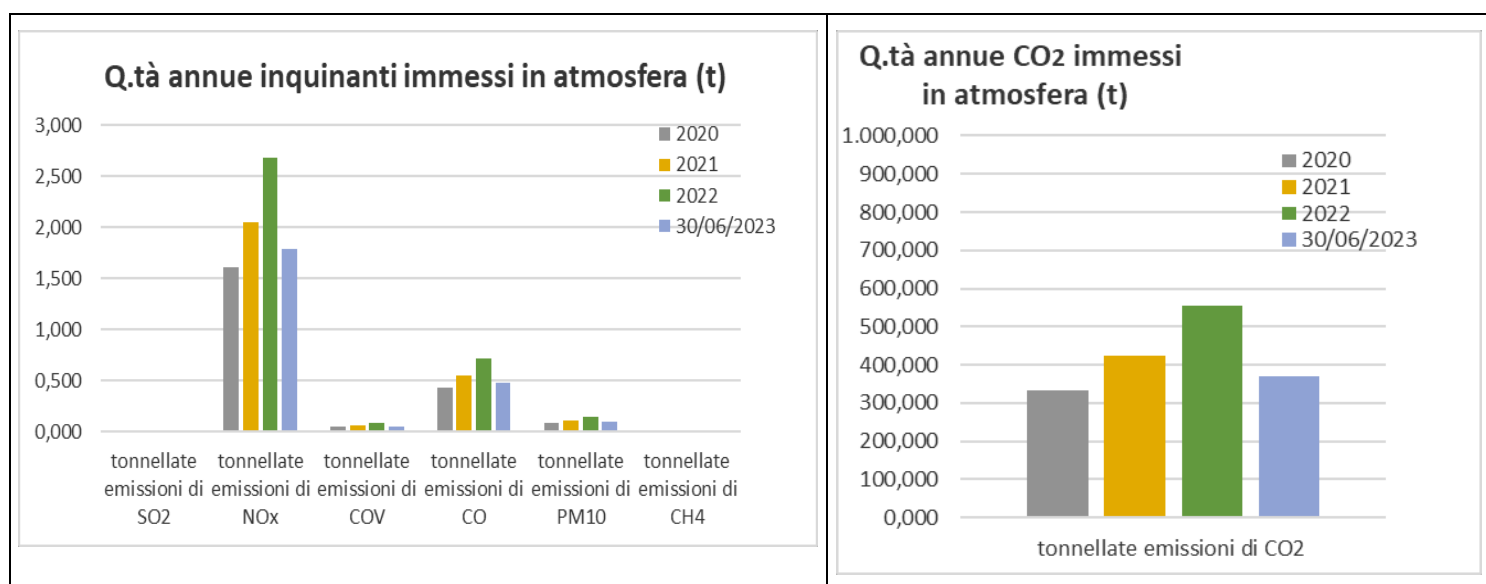 Q.tà annue inquinanti immessi in atmosfera (t)
3,000
2,500
2,000
1,500
1,000
0,500
0,000
2020
2021
2022
30/06/2023
tonnellate emissioni di SO2
tonnellate emissioni di NOx
tonnellate emissioni di COV
tonnellate emissioni di CO
tonnellate emissioni di PM10
tonnellate emissioni di CH4
Q.tà annue CO2 immessi
in atmosfera (t)
1.000,000
900,000
800,000
700,000
600,000
500,000
400,000
300,000
200,000
100,000
0,000
2020
2021
2022
30/06/2023
tonnellate emissioni di CO2